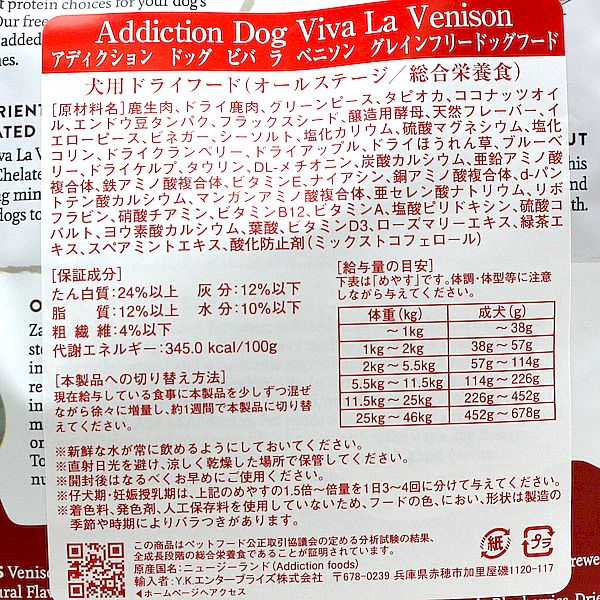 t protein choices for your dog's
Our free
added
nes.
Addiction Dog Viva La Venison
アディクション ドッグ ビバ ラ ベニソン グレインフリードッグフード
犬用ドライフード(オールステージ/総合栄養食)
[原材料名]鹿生肉、ドライ鹿肉、グリーンピース、タピオカ、ココナッツオイ
ル、エンドウ豆タンパク、フラックスシード、醸造用酵母、天然フレーバー、イ
エローピース、ビネガー、シーソルト、塩化カリウム、硫酸マグネシウム、塩化
コリン、ドライクランベリー、ドライアップル、ドライほうれん草、ブルーベ
リー、ドライケルプ、タウリン、DL-メチオニン、炭酸カルシウム、亜鉛アミノ酸
複合体、鉄アミノ酸複合体、ビタミンE、ナイアシン、銅アミノ酸複合体、d-パン
トテン酸カルシウム、マンガンアミノ酸複合体、亜セレン酸ナトリウム、リボ
フラビン、硝酸チアミン、ビタミンB12、ビタミンA、塩酸ピリドキシン、硫酸コ
バルト、ヨウ素酸カルシウム、葉酸、ビタミンD3、ローズマリーエキス、緑茶エ
キス、スペアミントエキス、酸化防止剤(ミックストコフェロール)
[保証成分]
たん白質:24%以上 灰 分:12%以下
脂 質:12%以上 水 分:10%以下
粗 繊 維:4%以下
代謝エネルギー:345.0 kcal/100g
[本製品への切り替え方法]
現在給与している食事に本製品を少しずつ混ぜ
ながら徐々に増量し、約1週間で本製品に切り替
えてください。
[給与量の目安]
下表は「めやす」です。体調・体型等に注意
しながら与えてください。
体重(kg) 成犬(g)
~1kg ~38g
1kg~2kg 38g~57g
2kg~5.5kg 57g~114g
5.5kg~11.5kg 114g~226g
11.5kg~25kg 226g~452g
25kg~46kg 452g~678g
※新鮮な水が常に飲めるようにしておいてください。
※直射日光を避け、涼しく乾燥した場所で保管してください。
※開封後はなるべくお早めにご使用ください。
※仔犬期・妊娠授乳期は、上記のめやすの1.5倍~倍量を1日3~4回に分けて与えてください。
※着色料、発色剤、人工保存料を使用していないため、フードの色、におい、形状は製造の
季節や時期によりバラつきがあります。
この商品はペットフード公正取引協議会の定める分析試験の結果、
全成長段階の総合栄養食であることが証明されています。
原産国名:ニュージーランド(Addiction foods)
輸入者:Y.K.エンタープライズ株式会社 〒678-0239 兵庫県赤穂市加里屋磯1120-117
◀ホームページへアクセス
紙
プラ